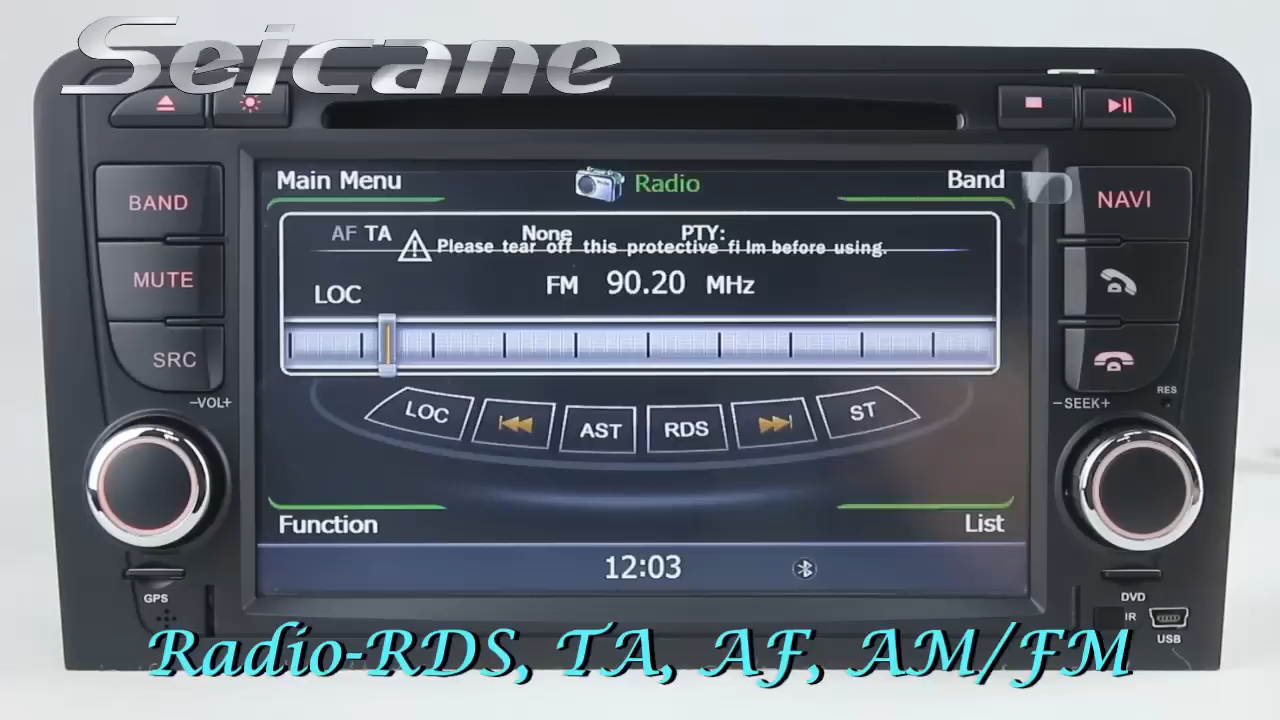 Seicane
BAND
MUTE
SRC
−VOL+
GPS
Main Menu
Radio
Band
AF TA
None
PTY:
Please tear off this protective film before using.
LOC
FM 90.20 MHz
LOC
AST
RDS
ST
Function
List
12:03
NAVI
RES
−SEEK+
DVD
IR
USB
Radio-RDS, TA, AF, AM/FM